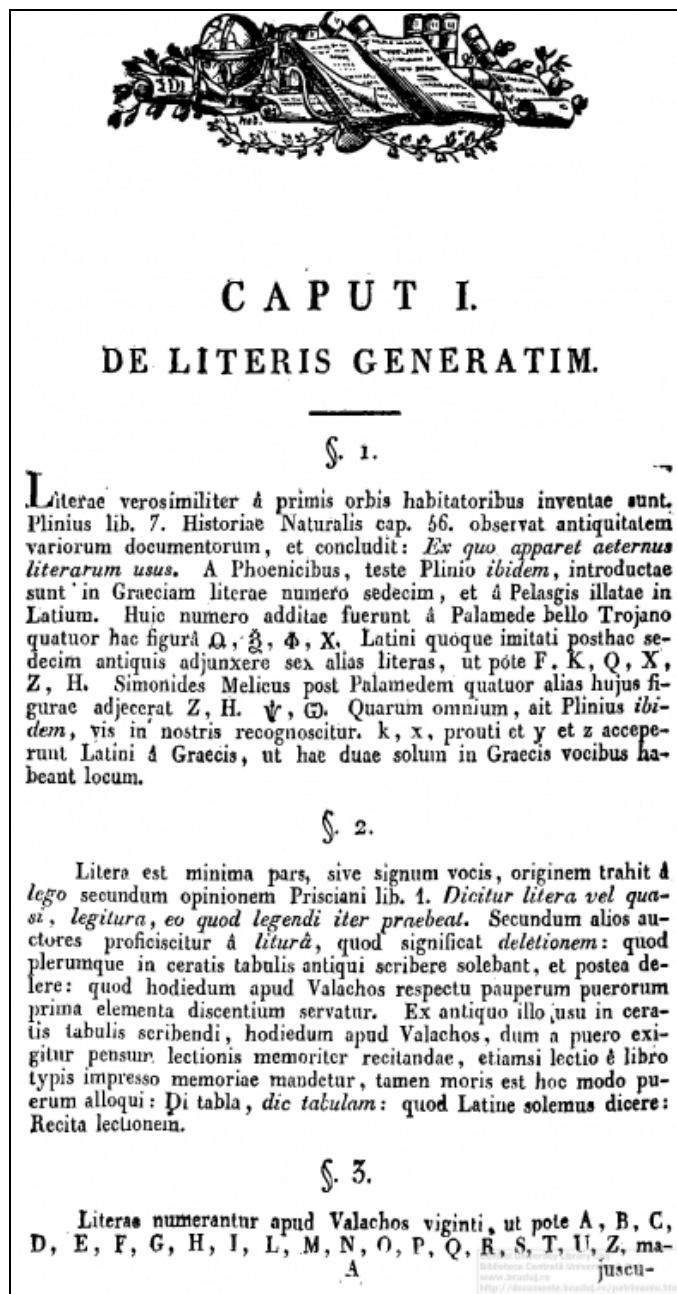 CAPUT I.
DE LITERIS GENERATIM.
§. 1.
Literae verosimiliter á primis orbis habitatoribus inventae sunt.
Plinius lib. 7. Historiae Naturalis cap. 56. observat antiquitatem
variorum documentorum, et concludit: Ex quo apparet aeternus
literarum usus. A Phoenicibus, teste Plinio ibidem, introductae
sunt in Graeciam literae numero sedecim, et á Pelasgis illatae in
Latium. Huic numero additae fuerunt á Palamede bello Trojano
quatuor hac figurâ Ω, Ѯ, Φ, X. Latini quoque imitati posthac se-
decim antiquis adjunxere sex alias literas, ut pote F. K, Q, X,
Z, H. Simonides Melicus post Palamedem quatuor alias hujus fi-
gurae adjecerat Z, H. ѱ, Quarum omnium, ait Plinius ibi-
dem, vis in nostris recognoscitur. k, x, prouti et y et z accepe-
runt Latini á Graecis, ut hae duae solum in Graecis vocibus ha-
beant locum.
§. 2.
Litera est minima pars, sive signum vocis, originem trahit á
lego secundum opinionem Prisciani lib. 1. Dicitur litera vel qua-
si, legitura, eo quod legendi iter praebeat. Secundum alios au-
ctores proficiscitur á liturâ, quod significat deletionem: quod
plerumque in ceratis tabulis antiqui scribere solebant, et postea de-
lere: quod hodiedum apud Valachos respectu pauperum puerorum
prima elementa discentium servatur. Ex antiquo illo usu in cera-
tis tabulis scribendi, hodiedum apud Valachos, dum a puero exi-
gitur pensum lectionis memoriter recitandae, etiamsi lectio é libro
typis impresso memoriae mandetur, tamen moris est hoc modo pu-
erum alloqui: Di tabla, dic tabulam: quod Latine solemus dicere:
Recita lectionem.
§. 3.
Literas numerantur apud Valachos viginti, ut pote A, B, C,
D, E, F, G, H, I, L, M, N, O, P, Q, R, S, T, U, Z, ma-
A juscu-